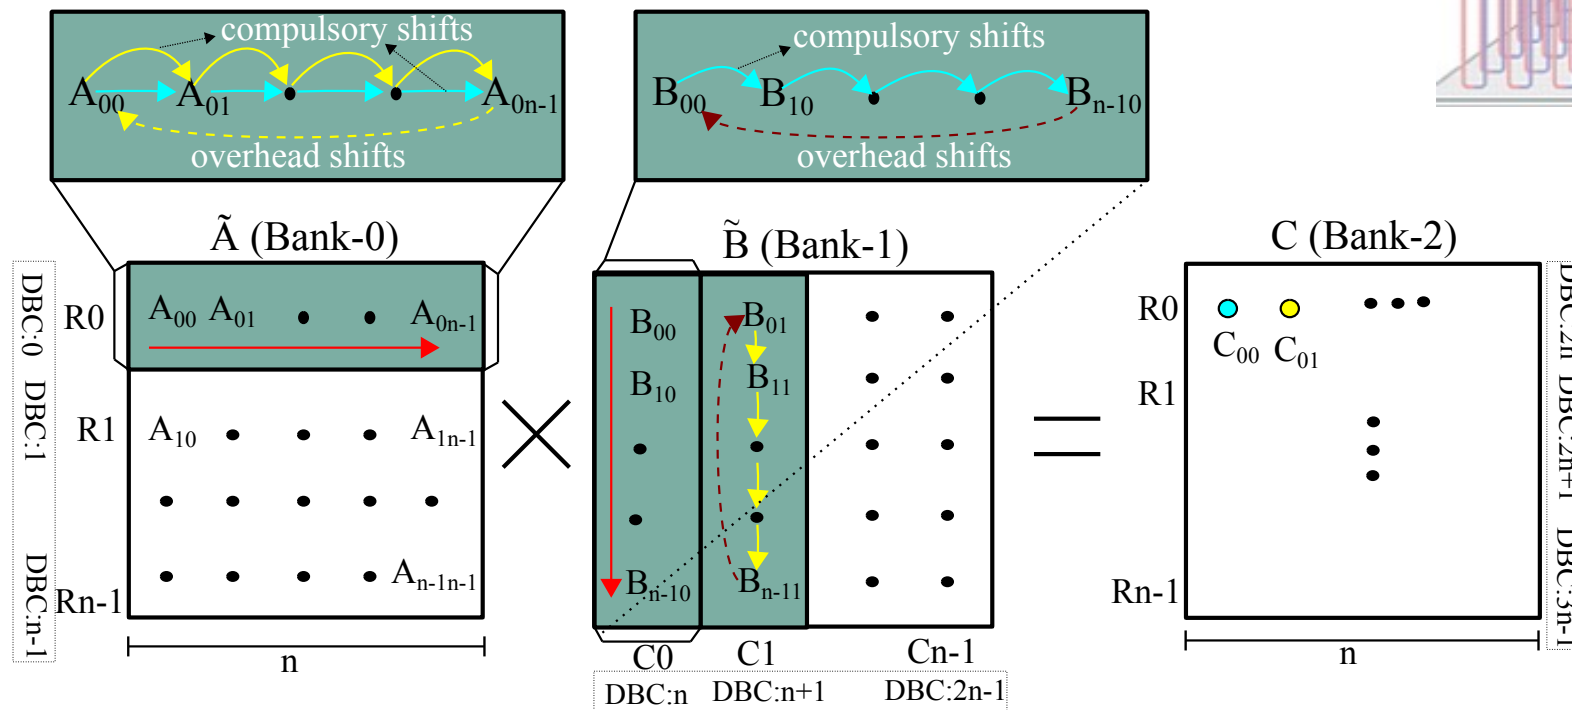 compulsory shifts
A00 A01 A0n-1
overhead shifts
compulsory shifts
B00 B10 Bn-10
overhead shifts
Ã (Bank-0)
B̃ (Bank-1)
C (Bank-2)
DBC:0 DBC:1 DBC:n-1
R0 A00 A01 A0n-1
R1 A10 A1n-1
Rn-1 An-1n-1
n
B00 B01
B10 B11
Bn-10 Bn-11
C0 C1 Cn-1
DBC:n DBC:n+1 DBC:2n-1
R0
C00 C01
R1
Rn-1
n
DBC:2n DBC:2n+1 DBC:3n-1